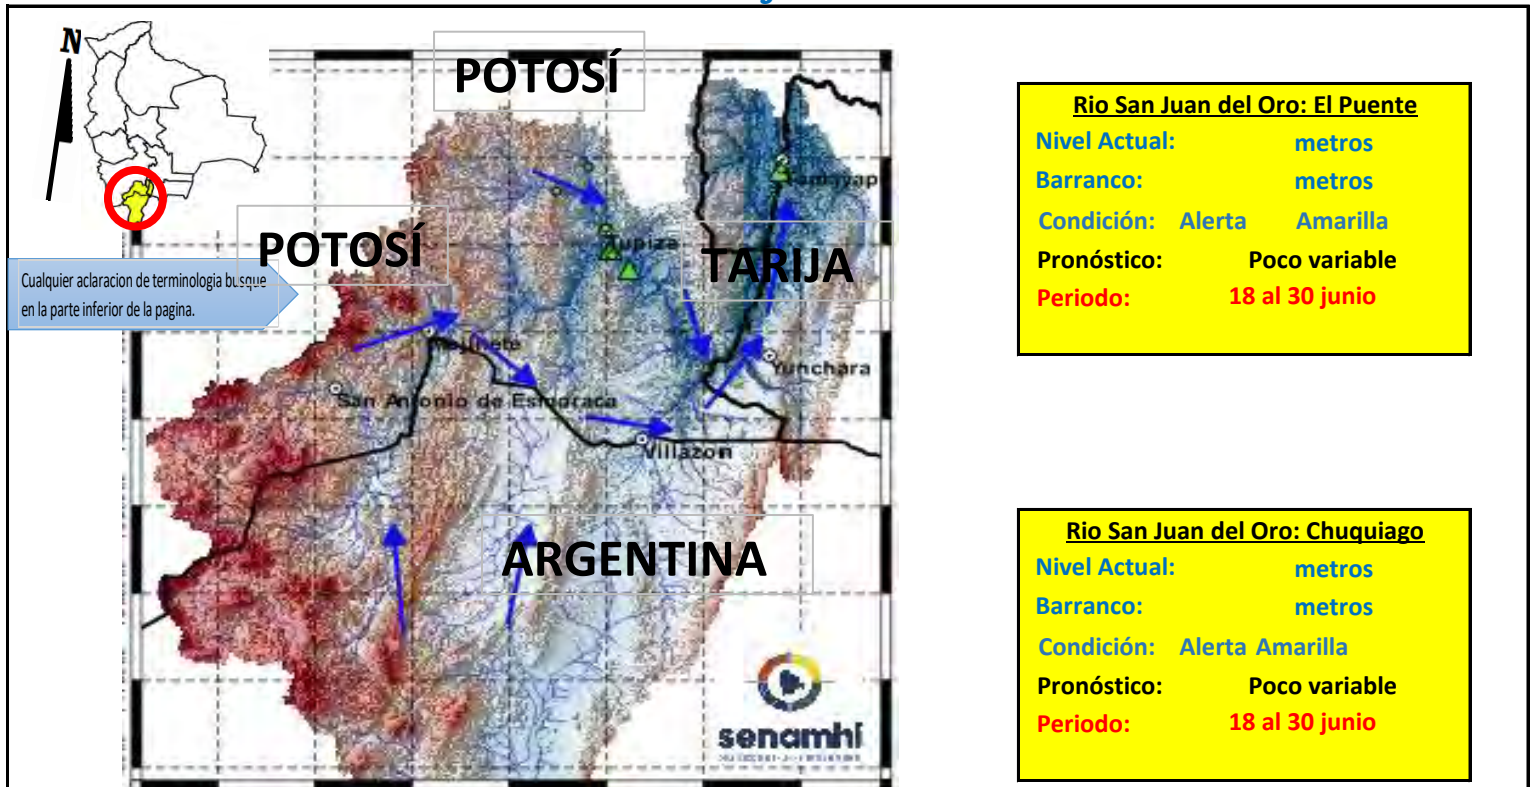 N
POTOSÍ
POTOSÍ
TARIJA
ARGENTINA
Cualquier aclaracion de terminologia busque
en la parte inferior de la pagina.
Tupiza
Yunchara
San Antonio de Esmoraca
Villazon
senamhi
Rio San Juan del Oro: El Puente
Nivel Actual: metros
Barranco: metros
Condición: Alerta Amarilla
Pronóstico: Poco variable
Periodo: 18 al 30 junio
Rio San Juan del Oro: Chuquiago
Nivel Actual: metros
Barranco: metros
Condición: Alerta Amarilla
Pronóstico: Poco variable
Periodo: 18 al 30 junio